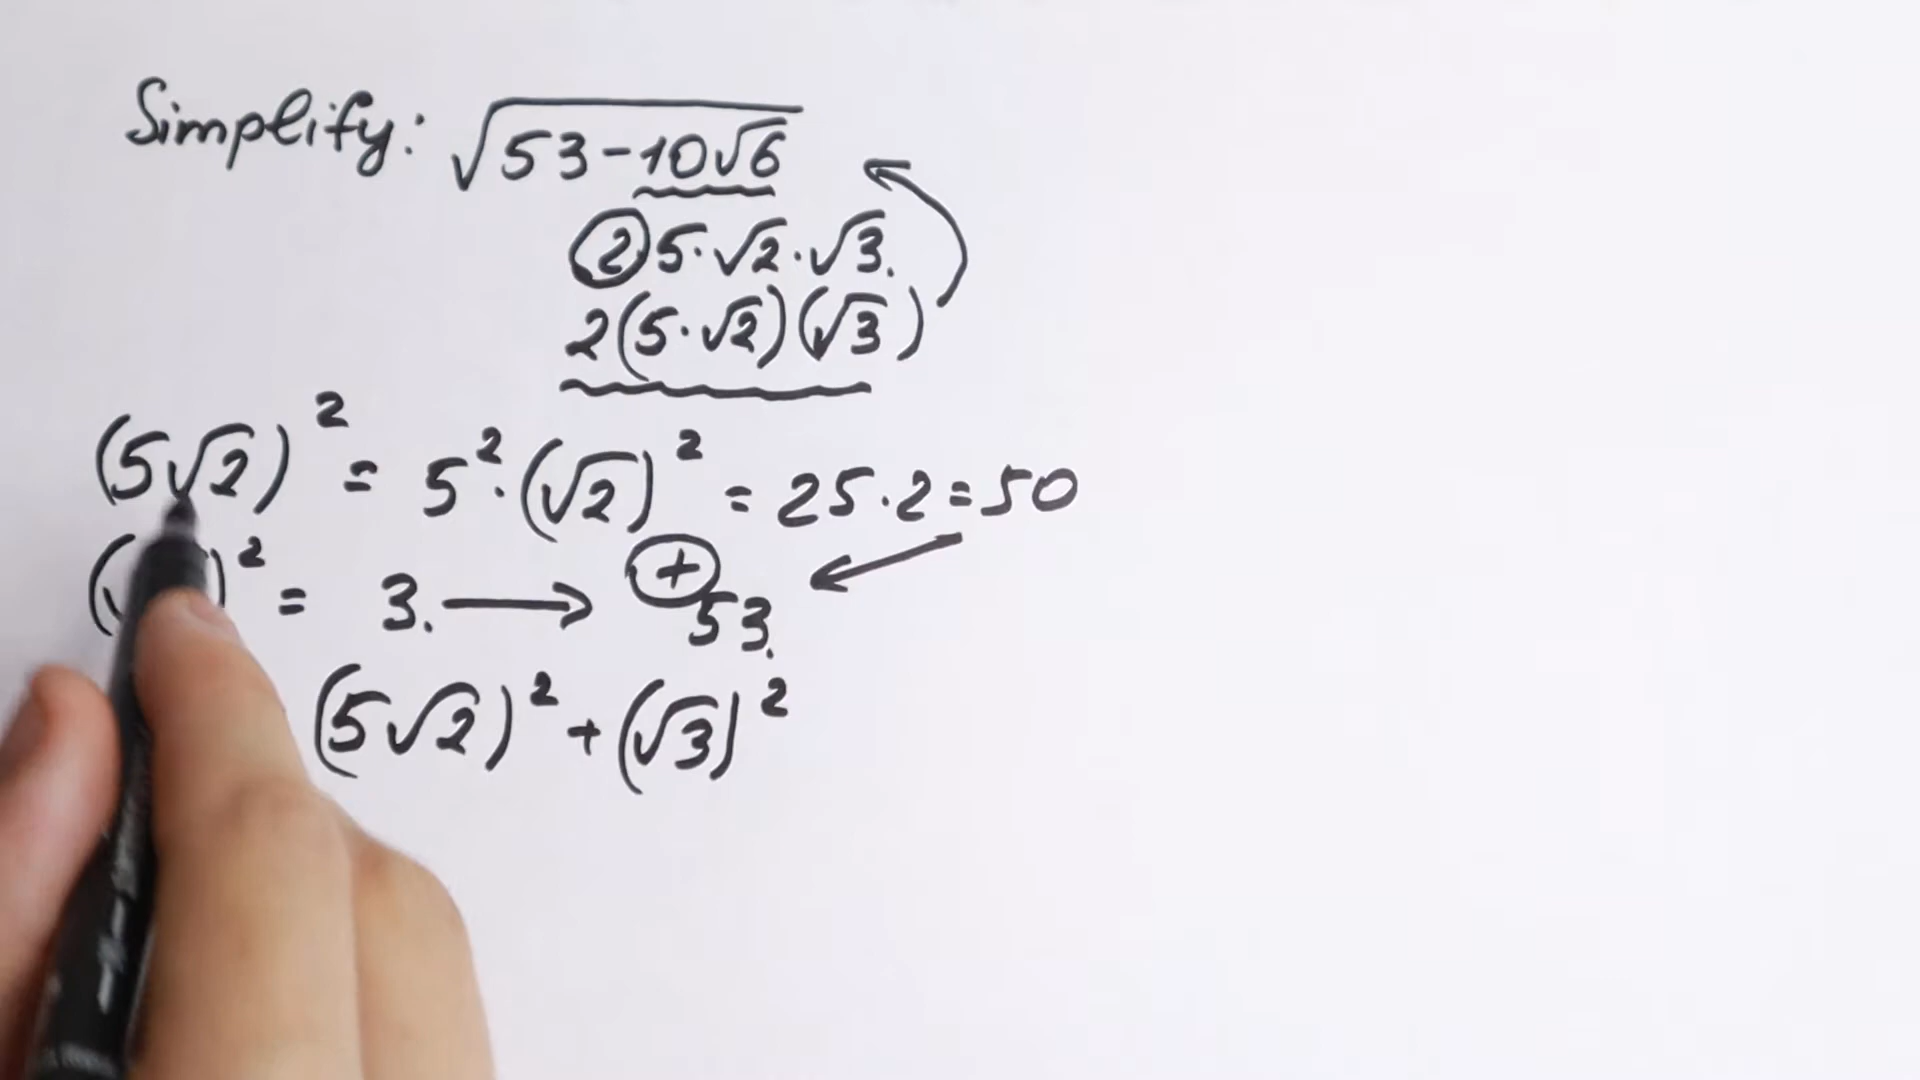 Simplify: √53-10√6
2 5·√2·√3.
2(5·√2)(√3)
(5√2)² = 5²·(√2)² = 25·2=50
( )² = 3. → + 53.
(5√2)² + (√3)²